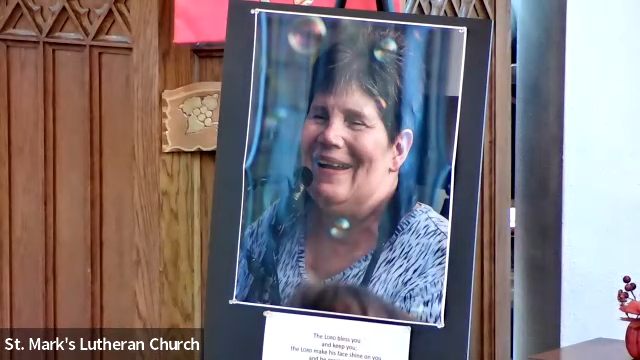 The LORD bless you
and keep you;
the LORD make his face shine on you
St. Mark's Lutheran Church